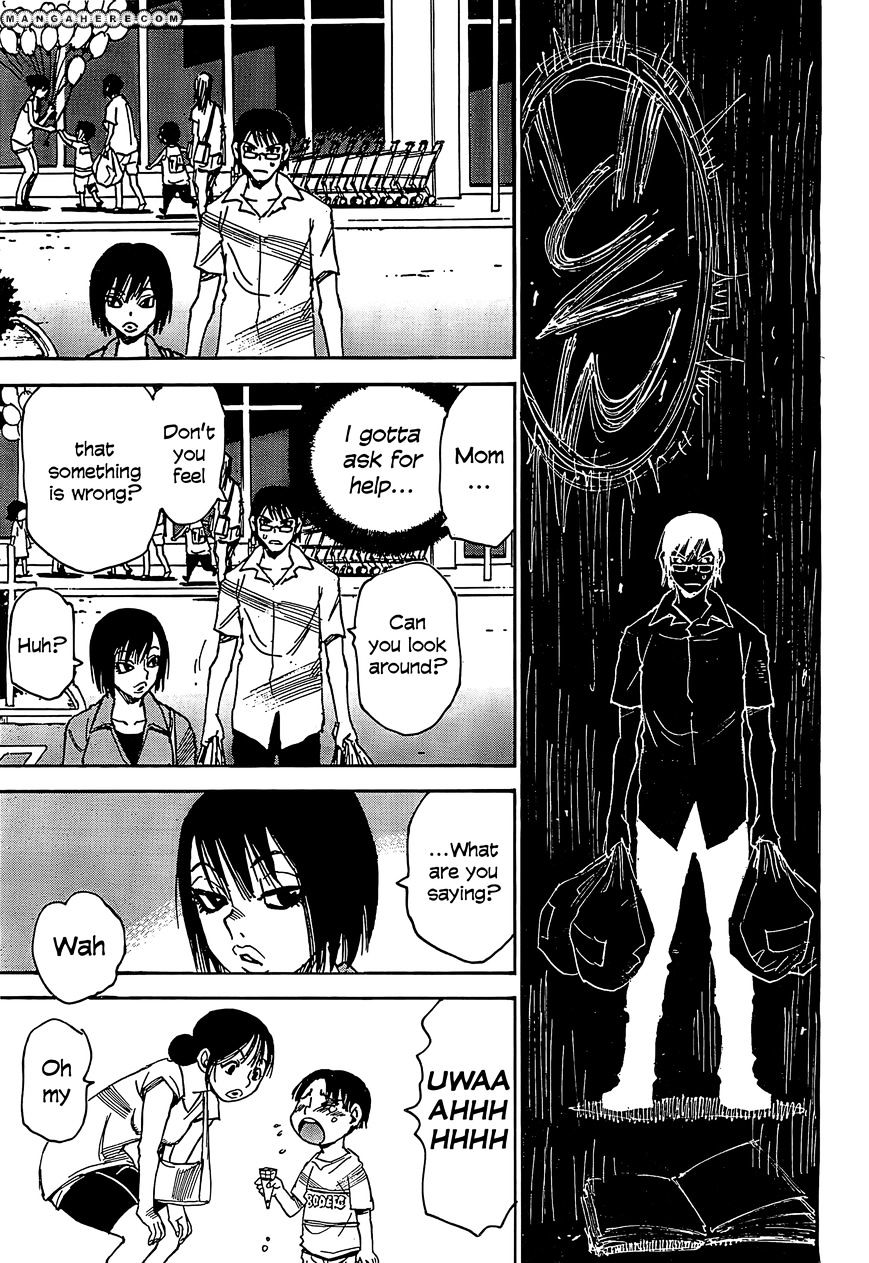 MANGAHERE.COM
Mom
...
I gotta
ask for
help...
Don't
you
feel
that
something
is wrong?
Can
you look
around?
Huh?
...What
are you
saying?
Wah
UWAA
AHHH
HHHH
Oh
my